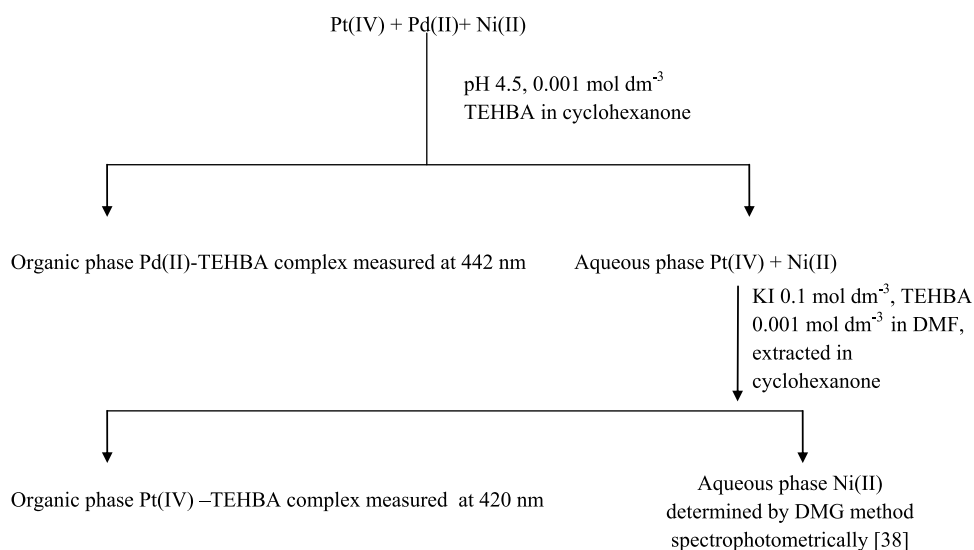 Pt(IV) + Pd(II)+ Ni(II)
pH 4.5, 0.001 mol dm⁻³
TEHBA in cyclohexanone
Organic phase Pd(II)-TEHBA complex measured at 442 nm
Aqueous phase Pt(IV) + Ni(II)
KI 0.1 mol dm⁻³, TEHBA
0.001 mol dm⁻³ in DMF,
extracted in
cyclohexanone
Organic phase Pt(IV) –TEHBA complex measured at 420 nm
Aqueous phase Ni(II)
determined by DMG method
spectrophotometrically [38]